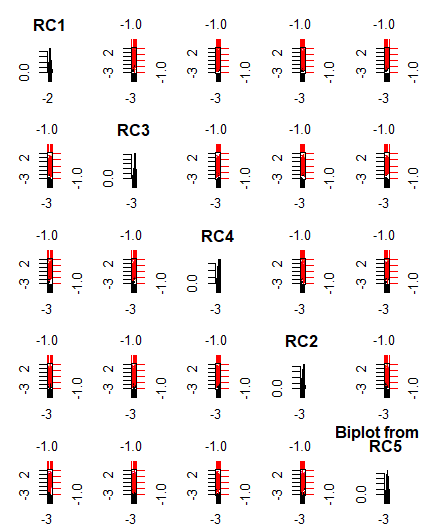 RC1 -1.0 -1.0 -1.0 -1.0
0.0 -3 2 -1.0 -3 2 -1.0 -3 2 -1.0 -3 2 -1.0
-2 -3 -3 -3 -3
-1.0 RC3 -1.0 -1.0 -1.0
-3 2 -1.0 0.0 -3 2 -1.0 -3 2 -1.0 -3 2 -1.0
-3 -3 -3 -3 -3
-1.0 -1.0 RC4 -1.0 -1.0
-3 2 -1.0 -3 2 -1.0 0.0 -3 2 -1.0 -3 2 -1.0
-3 -3 -3 -3 -3
-1.0 -1.0 -1.0 RC2 -1.0
-3 2 -1.0 -3 2 -1.0 -3 2 -1.0 0.0 -3 2 -1.0
-3 -3 -3 -3 -3
Biplot from
-1.0 -1.0 -1.0 -1.0 RC5
-3 2 -1.0 -3 2 -1.0 -3 2 -1.0 -3 2 -1.0 0.0
-3 -3 -3 -3 -3